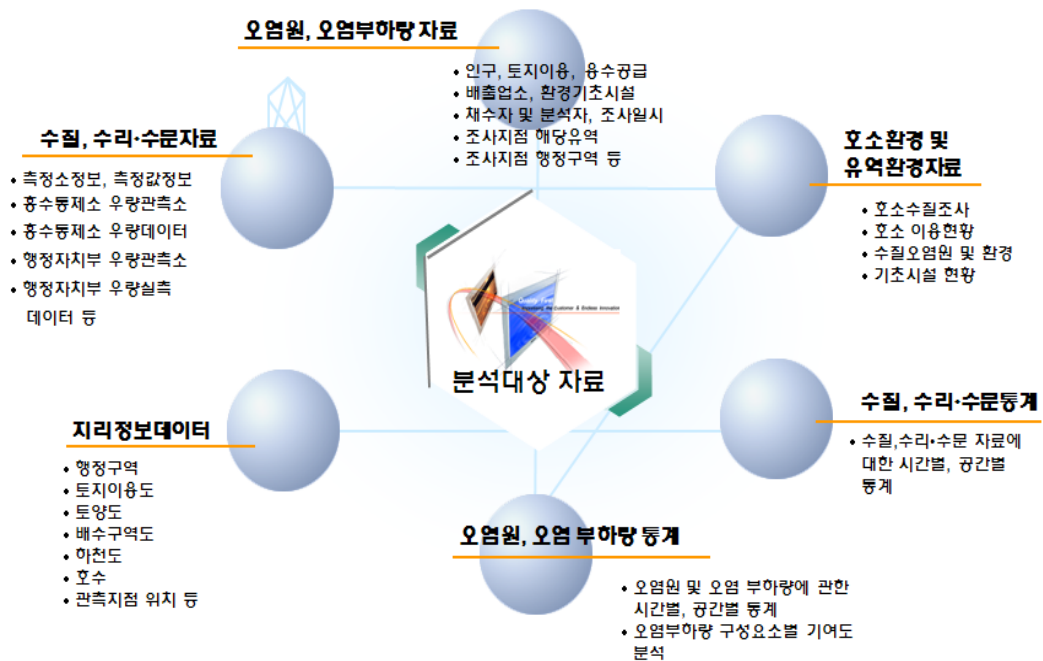 오염원, 오염부하량 자료
• 인구, 토지이용, 용수공급
• 배출업소, 환경기초시설
• 채수자 및 분석자, 조사일시
• 조사지점 해당유역
• 조사지점 행정구역 등
수질, 수리•수문자료
• 측정소정보, 측정값정보
• 홍수통제소 우량관측소
• 홍수통제소 우량데이터
• 행정자치부 우량관측소
• 행정자치부 우량실측
데이터 등
호소환경 및
유역환경자료
• 호소수질조사
• 호소 이용현황
• 수질오염원 및 환경
• 기초시설 현황
분석대상 자료
지리정보데이터
• 행정구역
• 토지이용도
• 토양도
• 배수구역도
• 하천도
• 호수
• 관측지점 위치 등
수질, 수리•수문통계
• 수질,수리•수문 자료에
대한 시간별, 공간별
통계
오염원, 오염 부하량 통계
• 오염원 및 오염 부하량에 관한
시간별, 공간별 통계
• 오염부하량 구성요소별 기여도
분석